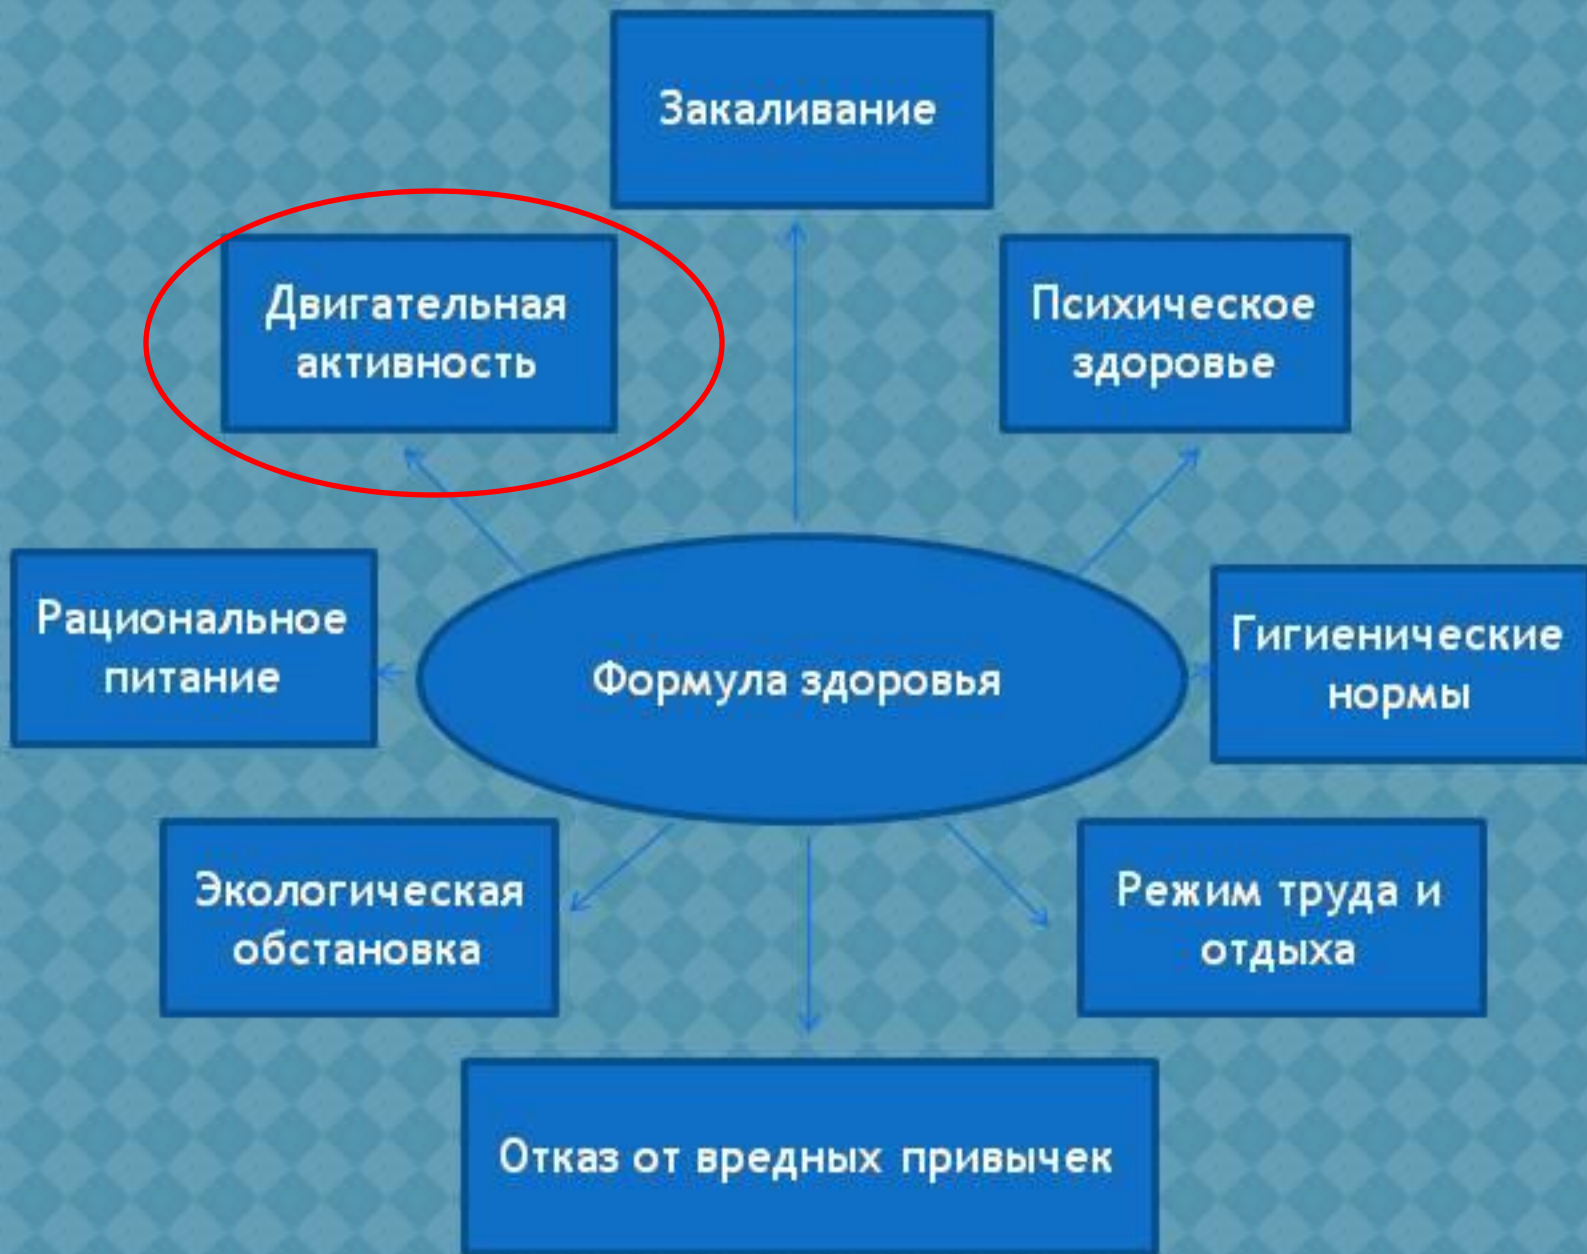 Закаливание
Двигательная
активность
Психическое
здоровье
Рациональное
питание
Формула здоровья
Гигиенические
нормы
Экологическая
обстановка
Режим труда и
отдыха
Отказ от вредных привычек